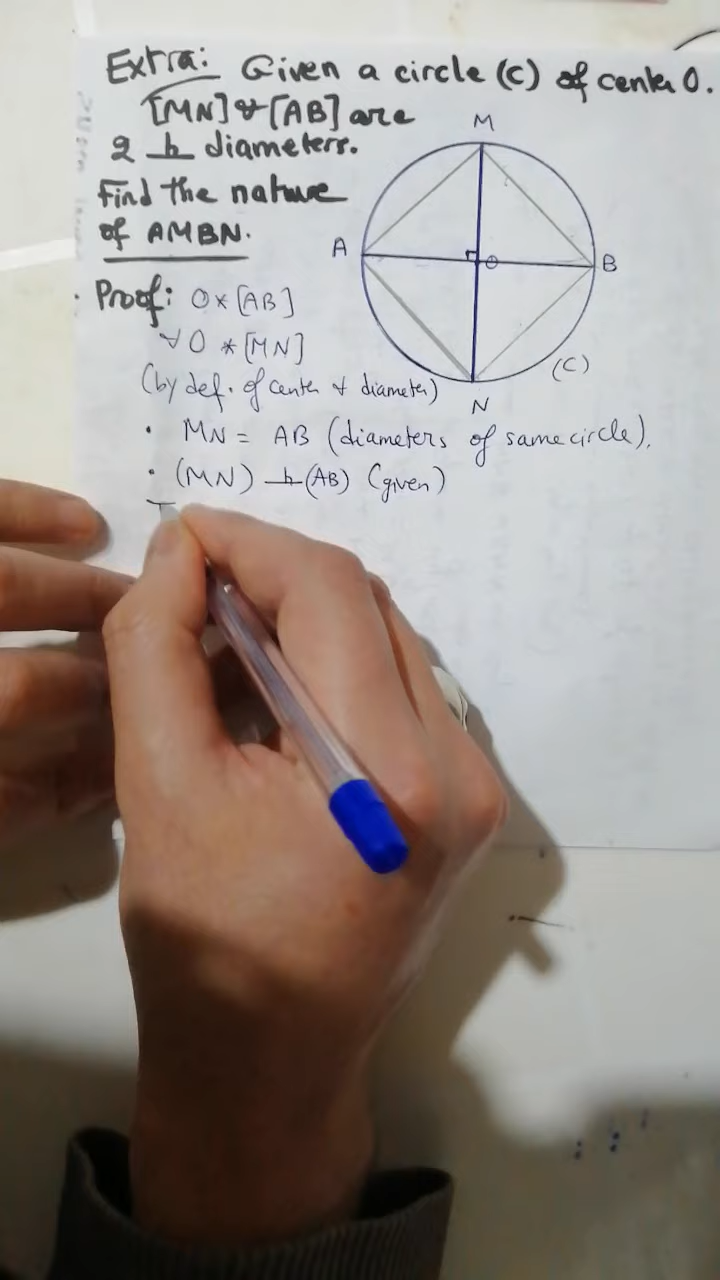 Extra: Given a circle (C) of center O.
[MN] & [AB] are
2 ⊥ diameters.
Find the nature
of AMBN.
M
A
O
B
N
(C)
Proof: O * [AB]
& O * [MN]
(by def. of center & diameter)
• MN = AB (diameters of same circle).
• (MN) ⊥ (AB) (given)